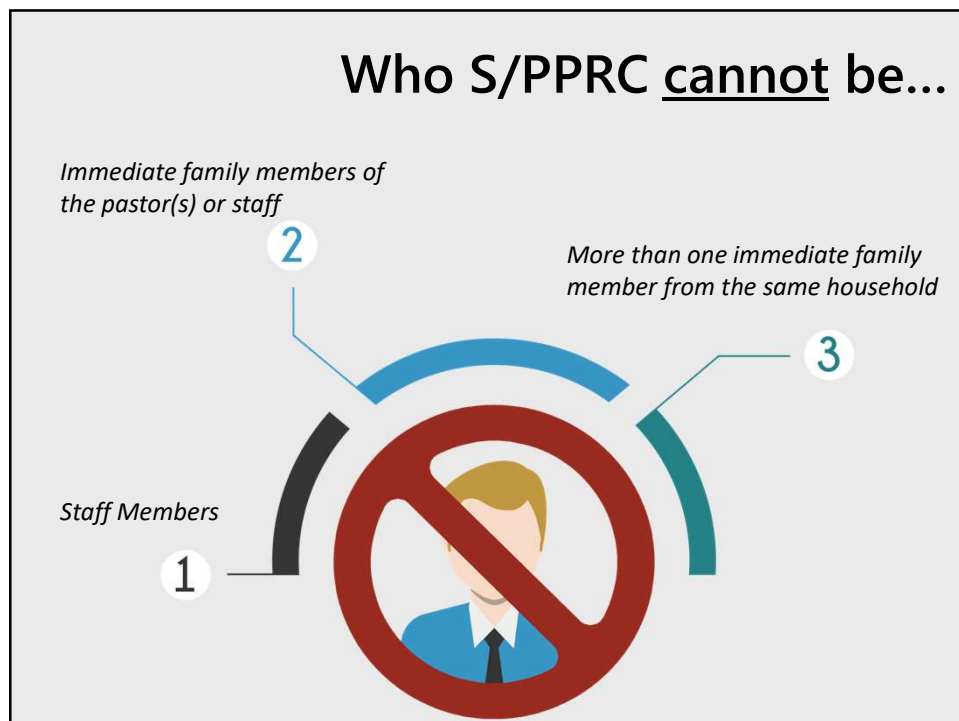 Who S/PPRC cannot be...
Immediate family members of
the pastor(s) or staff
2
More than one immediate family
member from the same household
3
Staff Members
1